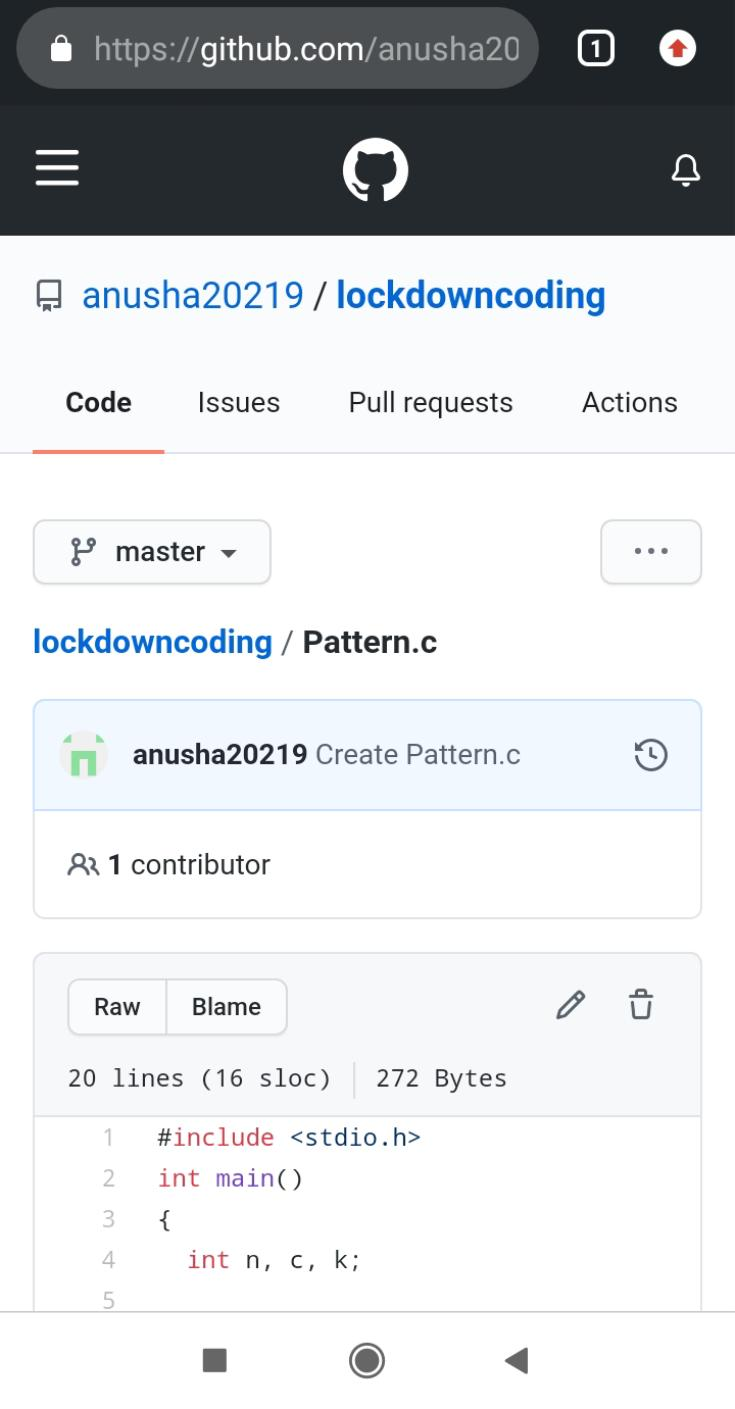 https://github.com/anusha20
1
anusha20219 / lockdowncoding
Code Issues Pull requests Actions
master
lockdowncoding / Pattern.c
anusha20219 Create Pattern.c
1 contributor
Raw Blame
20 lines (16 sloc) 272 Bytes
1 #include <stdio.h>
2 int main()
3 {
4 int n, c, k;
5